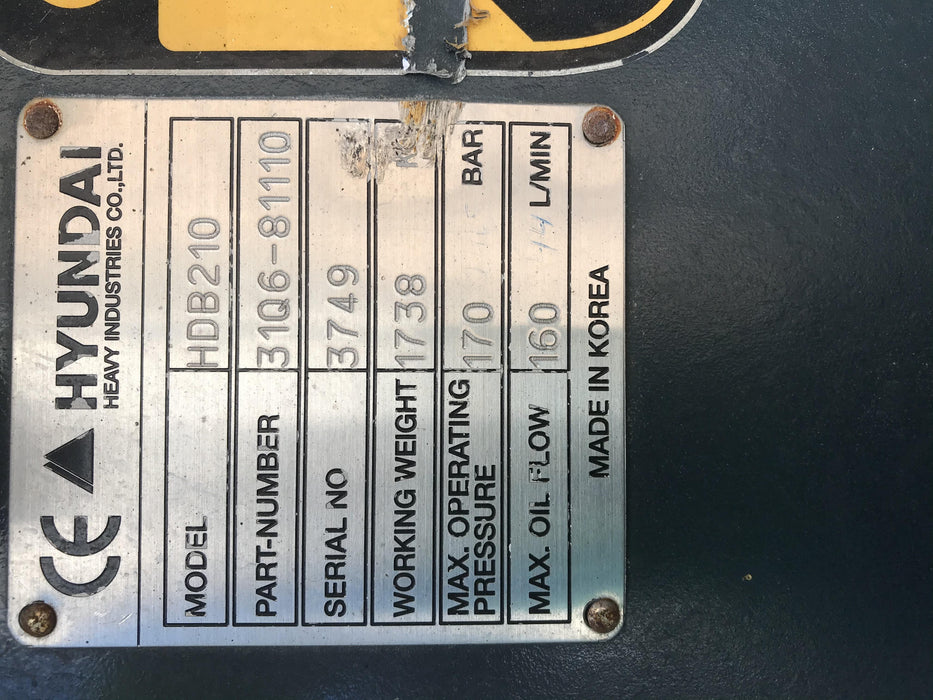 CE HYUNDAI
HEAVY INDUSTRIES CO.,LTD.
MODEL HDB210
PART-NUMBER 31Q6-81110
SERIAL NO 3749
WORKING WEIGHT 1738
MAX. OPERATING PRESSURE 170 BAR
MAX. OIL FLOW 160 L/MIN
MADE IN KOREA